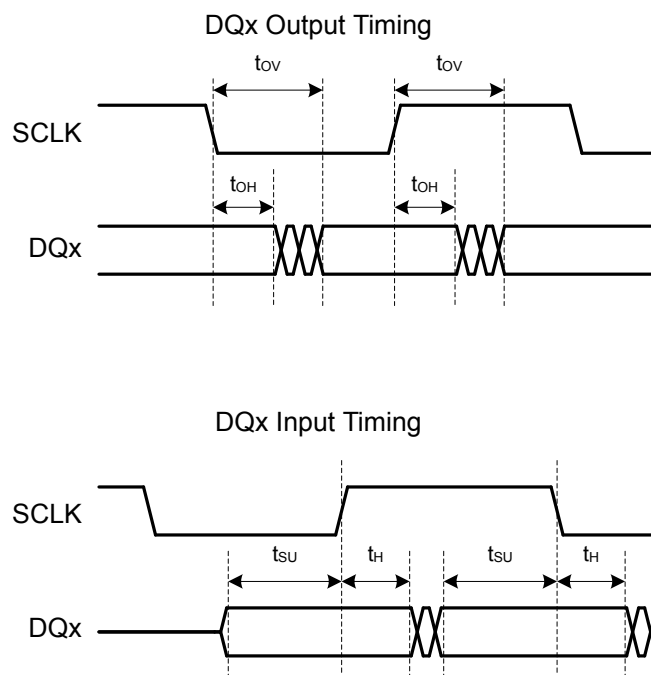 DQx Output Timing
tOV tOV
SCLK
tOH tOH
DQx
DQx Input Timing
SCLK
tSU tH tSU tH
DQx